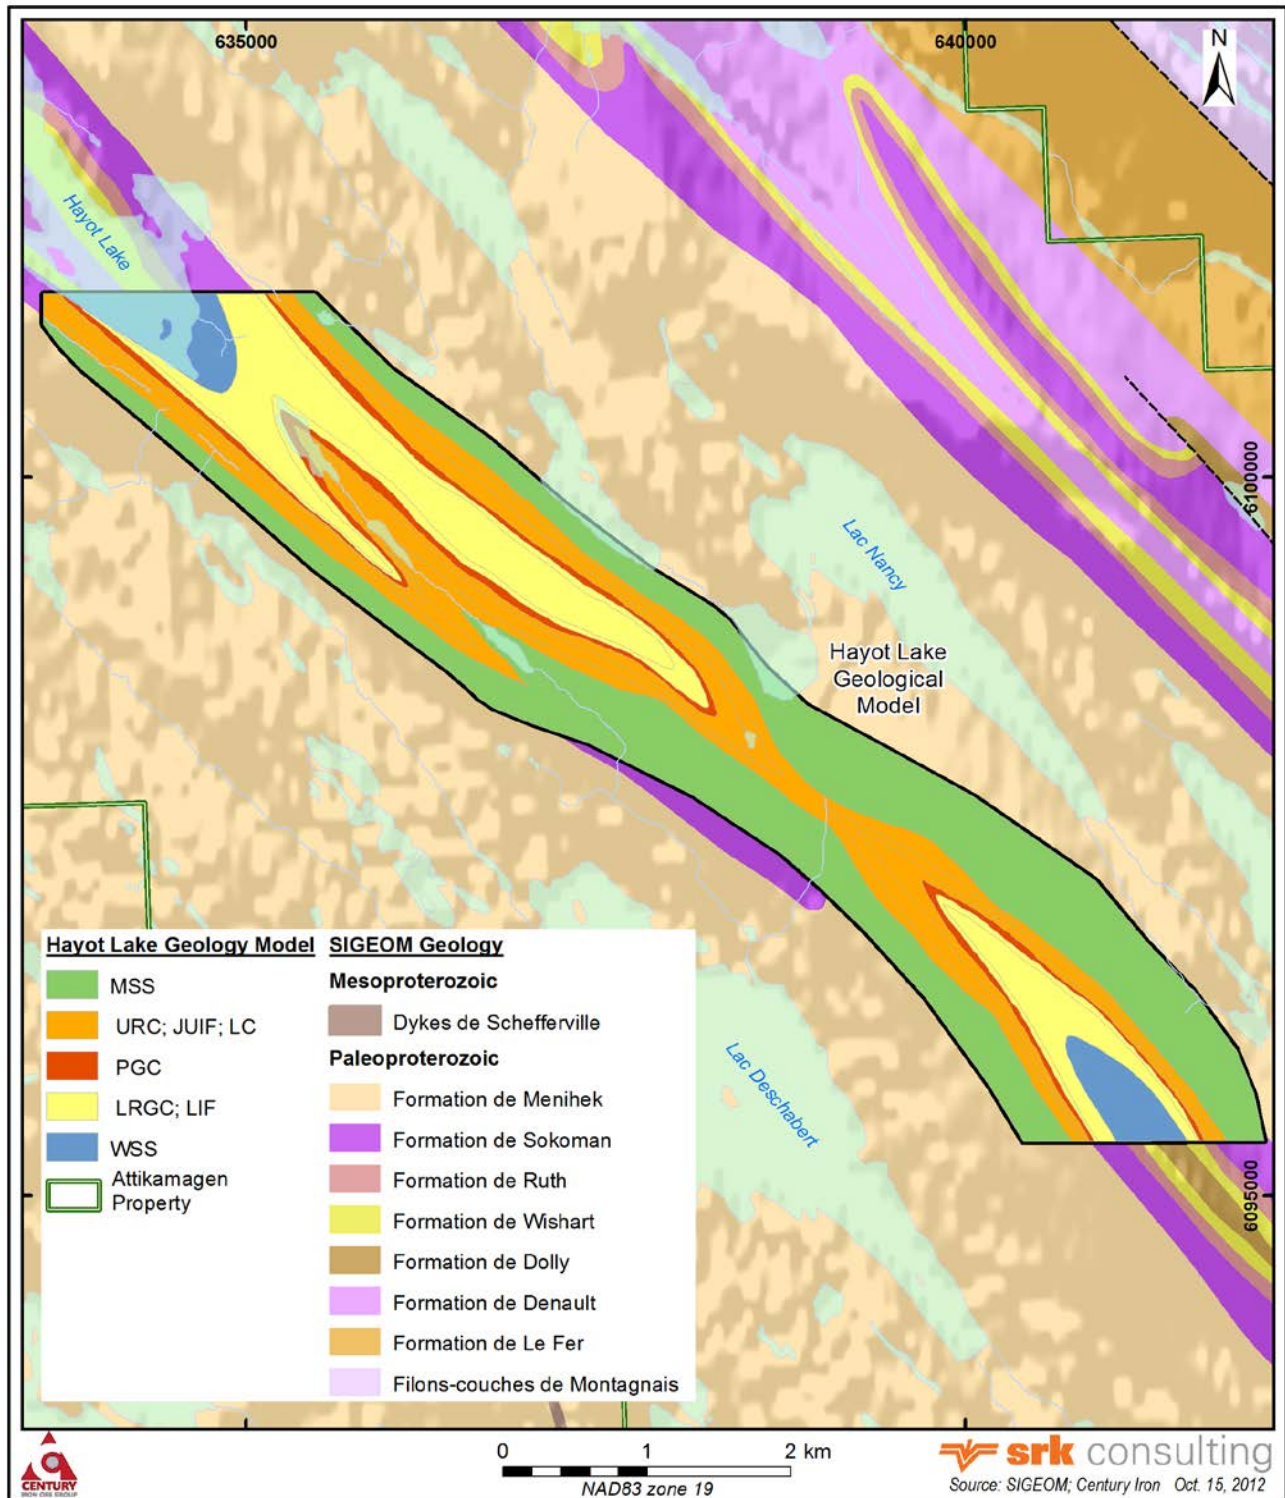 635000
640000
N
Hayot Lake
6100000
Lac Nancy
Hayot Lake
Geological
Model
Hayot Lake Geology Model
MSS
URC; JUIF; LC
PGC
LRGC; LIF
WSS
Attikamagen
Property
SIGEOM Geology
Mesoproterozoic
Dykes de Schefferville
Paleoproterozoic
Formation de Menihek
Formation de Sokoman
Formation de Ruth
Formation de Wishart
Formation de Dolly
Formation de Denault
Formation de Le Fer
Filons-couches de Montagnais
Lac Deschabert
6095000
CENTURY
IRON ORE GROUP
0 1 2 km
NAD83 zone 19
srk consulting
Source: SIGEOM; Century Iron Oct. 15, 2012